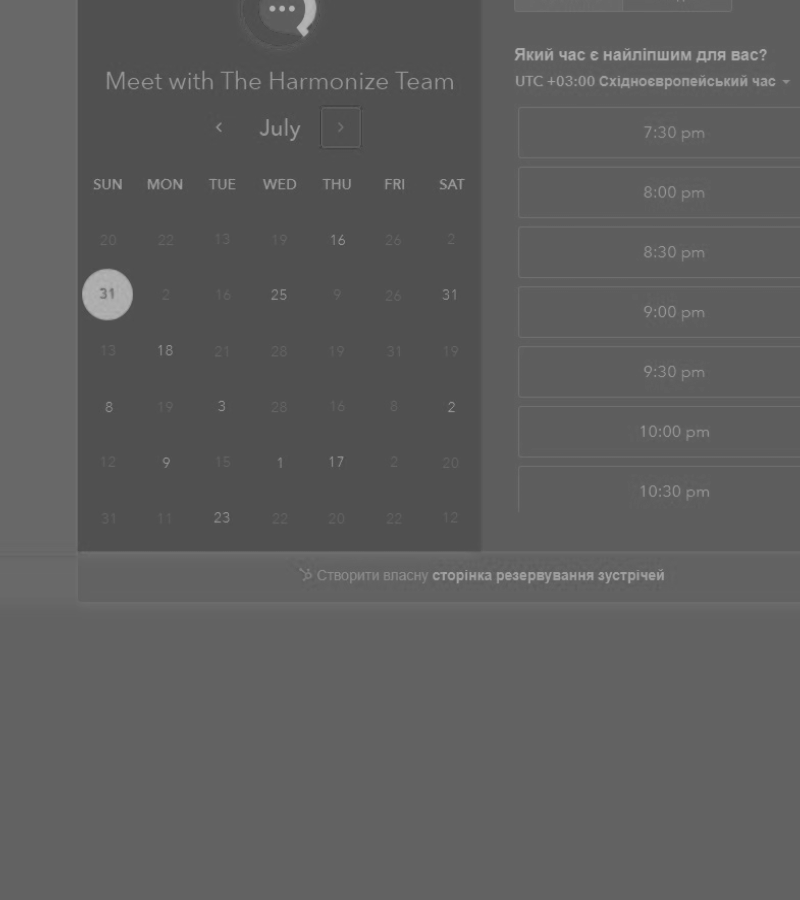 Meet with The Harmonize Team
July
SUN MON TUE WED THU FRI SAT
20 22 13 19 16 26 2
31 2 16 25 9 26 31
13 18 21 28 19 31 19
8 19 3 28 16 8 2
12 9 15 1 17 2 20
31 11 23 22 20 22 12
Який час є найліпшим для вас?
UTC +03:00 Східноєвропейський час
7:30 pm
8:00 pm
8:30 pm
9:00 pm
9:30 pm
10:00 pm
10:30 pm
Створити власну сторінка резервування зустрічей